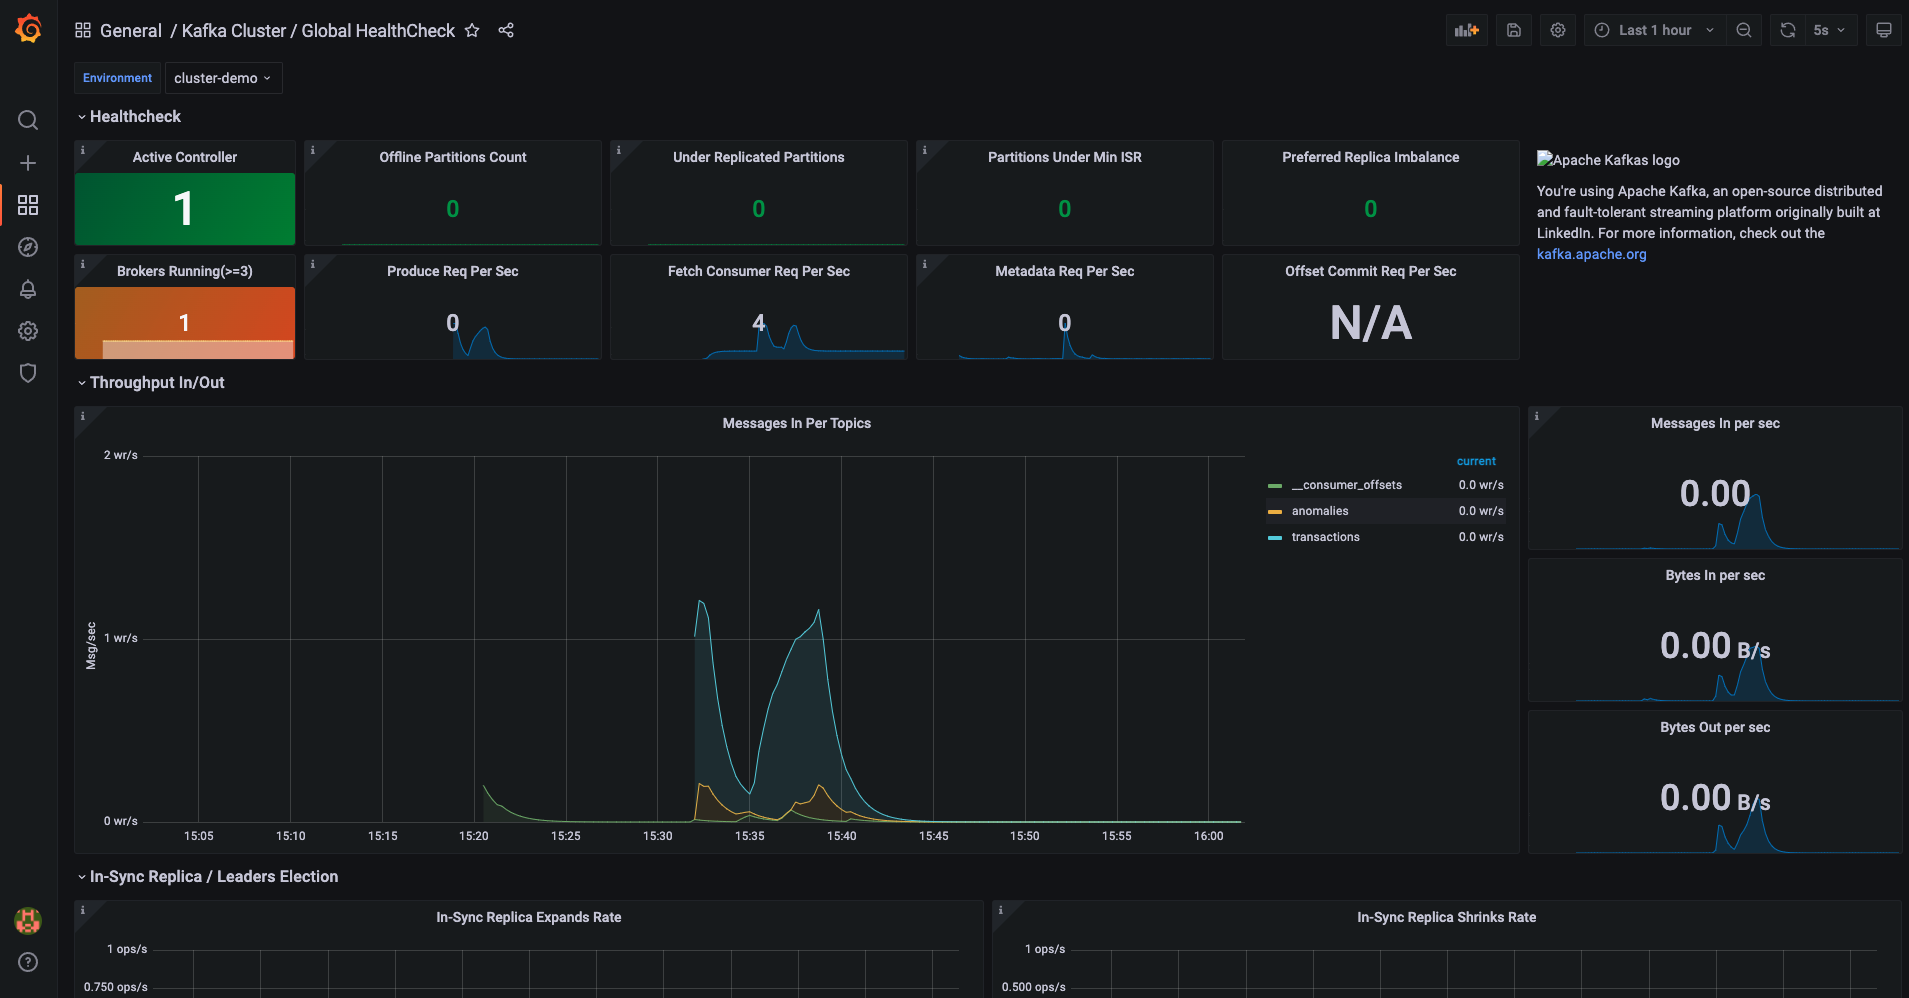 General / Kafka Cluster / Global HealthCheck
Last 1 hour
5s
Environment
cluster-demo
Healthcheck
Active Controller
1
Offline Partitions Count
0
Under Replicated Partitions
0
Partitions Under Min ISR
0
Preferred Replica Imbalance
0
Apache Kafkas logo
You're using Apache Kafka, an open-source distributed
and fault-tolerant streaming platform originally built at
LinkedIn. For more information, check out the
kafka.apache.org
Brokers Running(>=3)
1
Produce Req Per Sec
0
Fetch Consumer Req Per Sec
4
Metadata Req Per Sec
0
Offset Commit Req Per Sec
N/A
Throughput In/Out
Messages In Per Topics
Msg/sec
2 wr/s
1 wr/s
0 wr/s
15:05 15:10 15:15 15:20 15:25 15:30 15:35 15:40 15:45 15:50 15:55 16:00
current
__consumer_offsets 0.0 wr/s
anomalies 0.0 wr/s
transactions 0.0 wr/s
Messages In per sec
0.00
Bytes In per sec
0.00 B/s
Bytes Out per sec
0.00 B/s
In-Sync Replica / Leaders Election
In-Sync Replica Expands Rate
1 ops/s
0.750 ops/s
In-Sync Replica Shrinks Rate
1 ops/s
0.500 ops/s